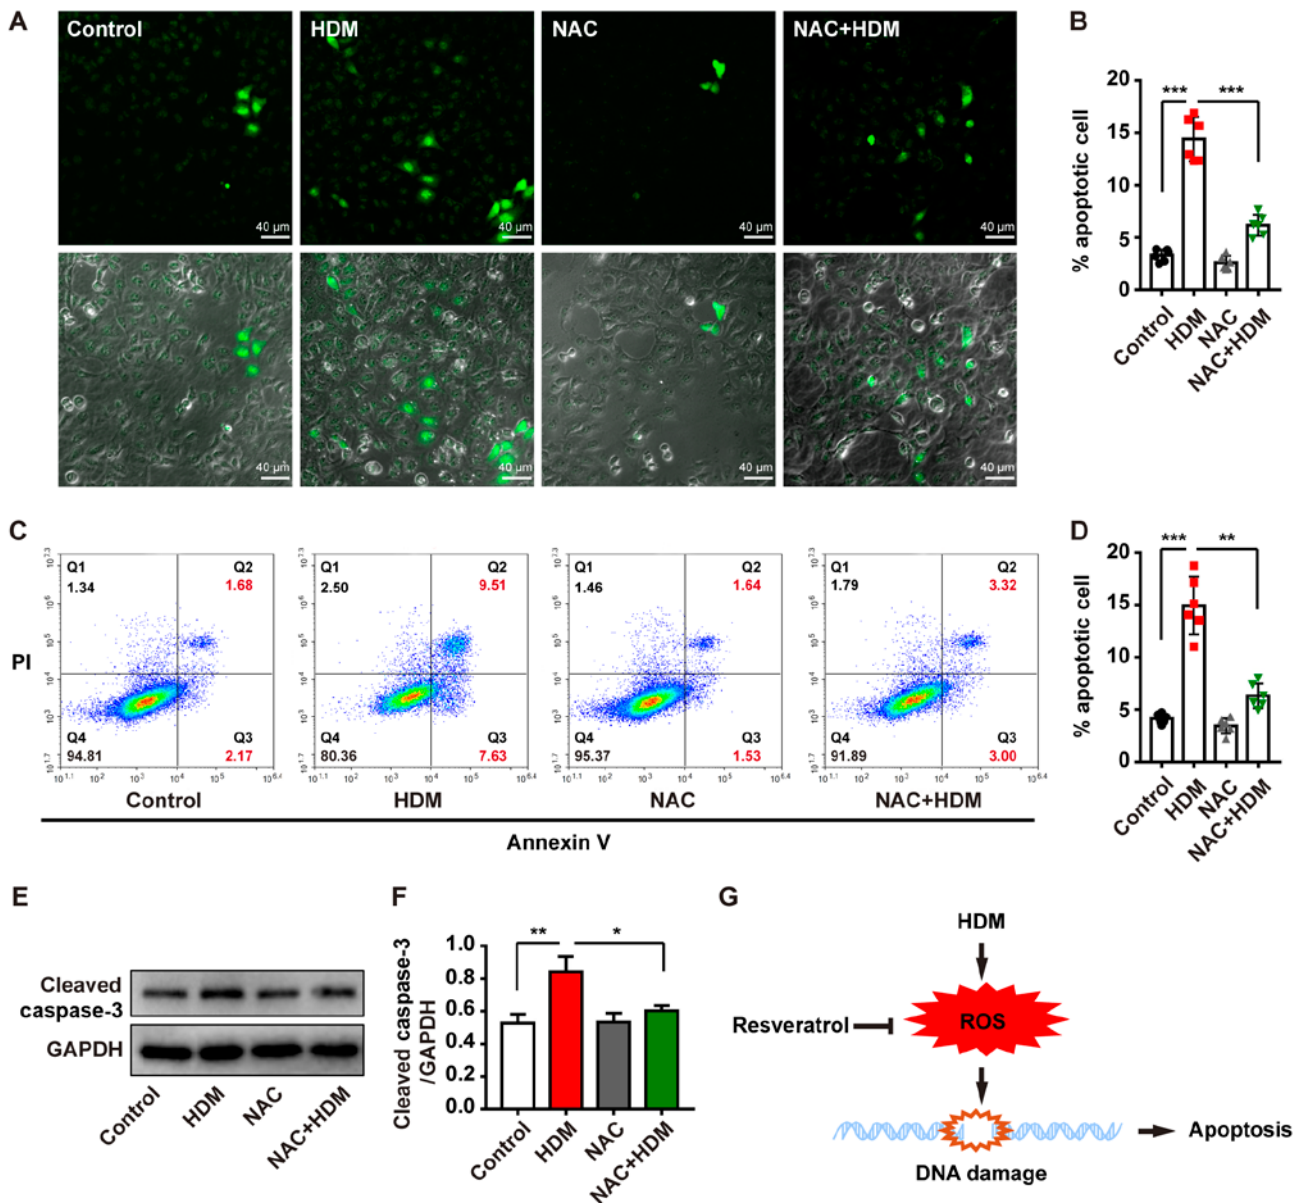 A
Control
HDM
NAC
NAC+HDM
40 µm
40 µm
40 µm
40 µm
40 µm
40 µm
40 µm
40 µm
B
% apoptotic cell
20
15
10
5
0
***
***
Control
HDM
NAC
NAC+HDM
C
PI
Q1
1.34
Q2
1.68
Q4
94.81
Q3
2.17
Q1
2.50
Q2
9.51
Q4
80.36
Q3
7.63
Q1
1.46
Q2
1.64
Q4
95.37
Q3
1.53
Q1
1.79
Q2
3.32
Q4
91.89
Q3
3.00
Control
HDM
NAC
NAC+HDM
Annexin V
D
% apoptotic cell
20
15
10
5
0
***
**
Control
HDM
NAC
NAC+HDM
E
Cleaved
caspase-3
GAPDH
Control
HDM
NAC
NAC+HDM
F
Cleaved caspase-3
/GAPDH
1.0
0.8
0.6
0.4
0.2
0.0
**
*
Control
HDM
NAC
NAC+HDM
G
HDM
Resveratrol
ROS
DNA damage
Apoptosis